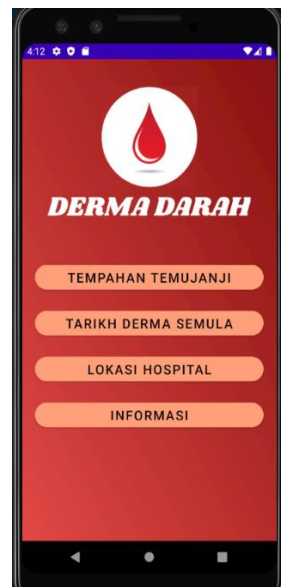 4:12
DERMA DARAH
TEMPAHAN TEMUJANJI
TARIKH DERMA SEMULA
LOKASI HOSPITAL
INFORMASI